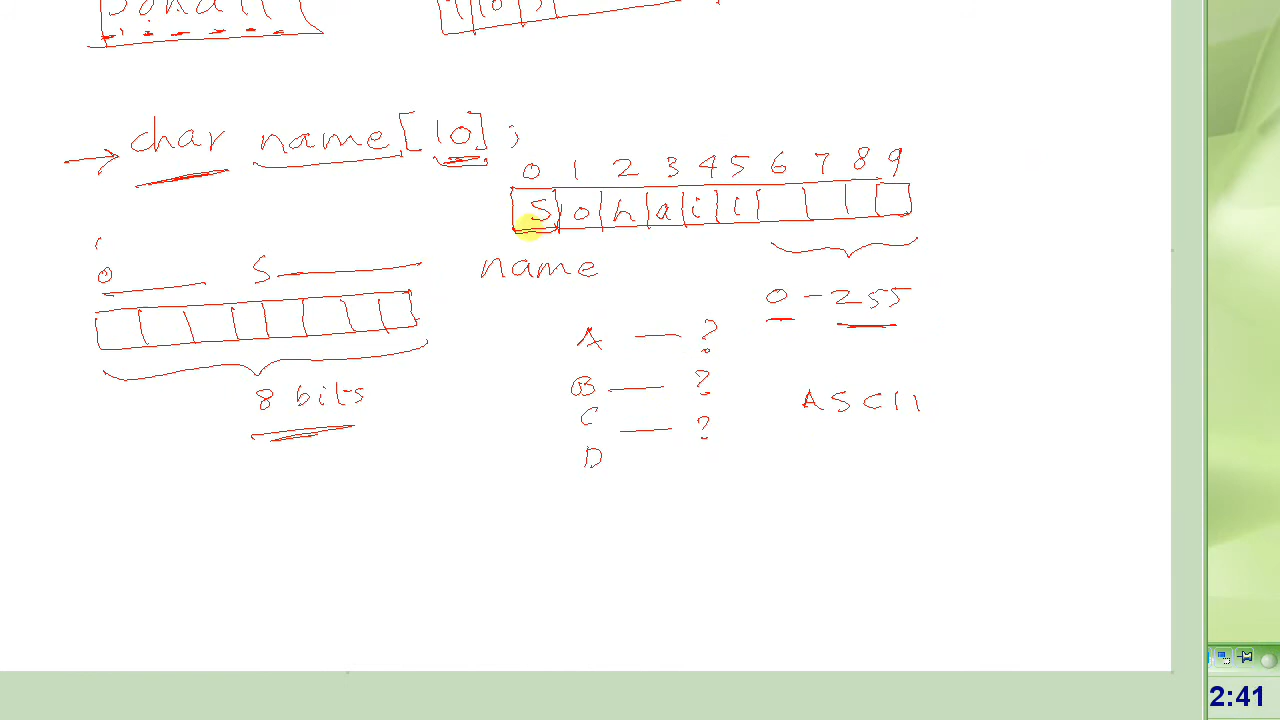 Sohail
char name[10];
0 1 2 3 4 5 6 7 8 9
S o h a i l
0 S
name
0 - 255
A — ?
8 bits
B — ?
ASCII
C — ?
D
2:41